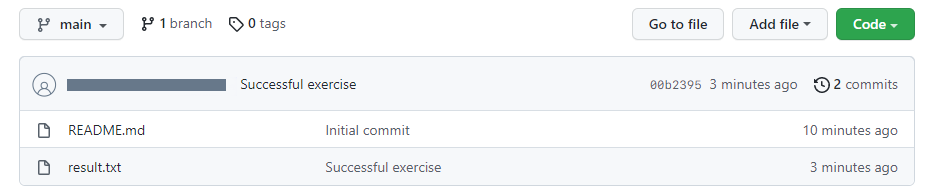 main 1 branch 0 tags Go to file Add file Code
Successful exercise 00b2395 3 minutes ago 2 commits
README.md Initial commit 10 minutes ago
result.txt Successful exercise 3 minutes ago